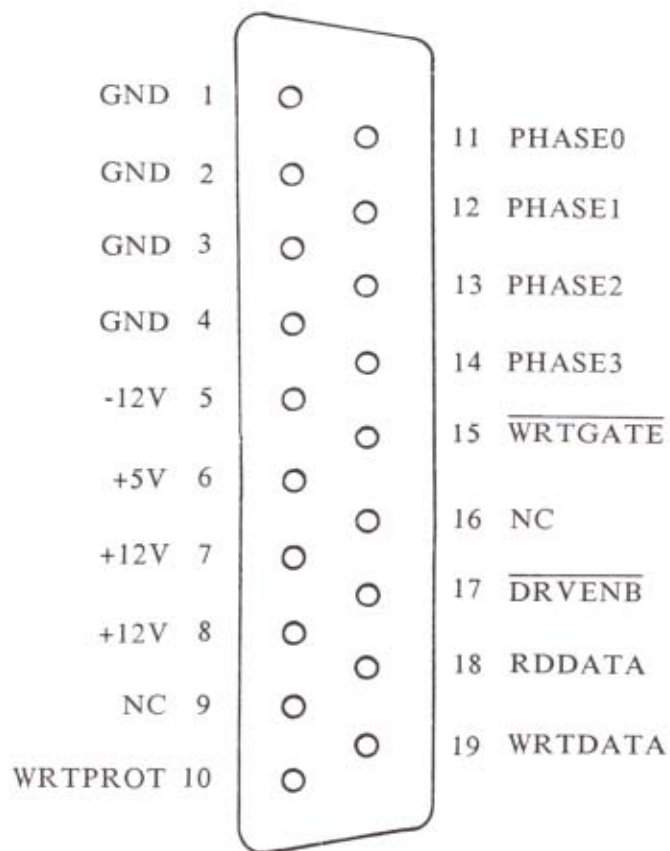 GND 1
GND 2
GND 3
GND 4
-12V 5
+5V 6
+12V 7
+12V 8
NC 9
WRTPROT 10
11 PHASE0
12 PHASE1
13 PHASE2
14 PHASE3
15 WRTGATE
16 NC
17 DRVENB
18 RDDATA
19 WRTDATA